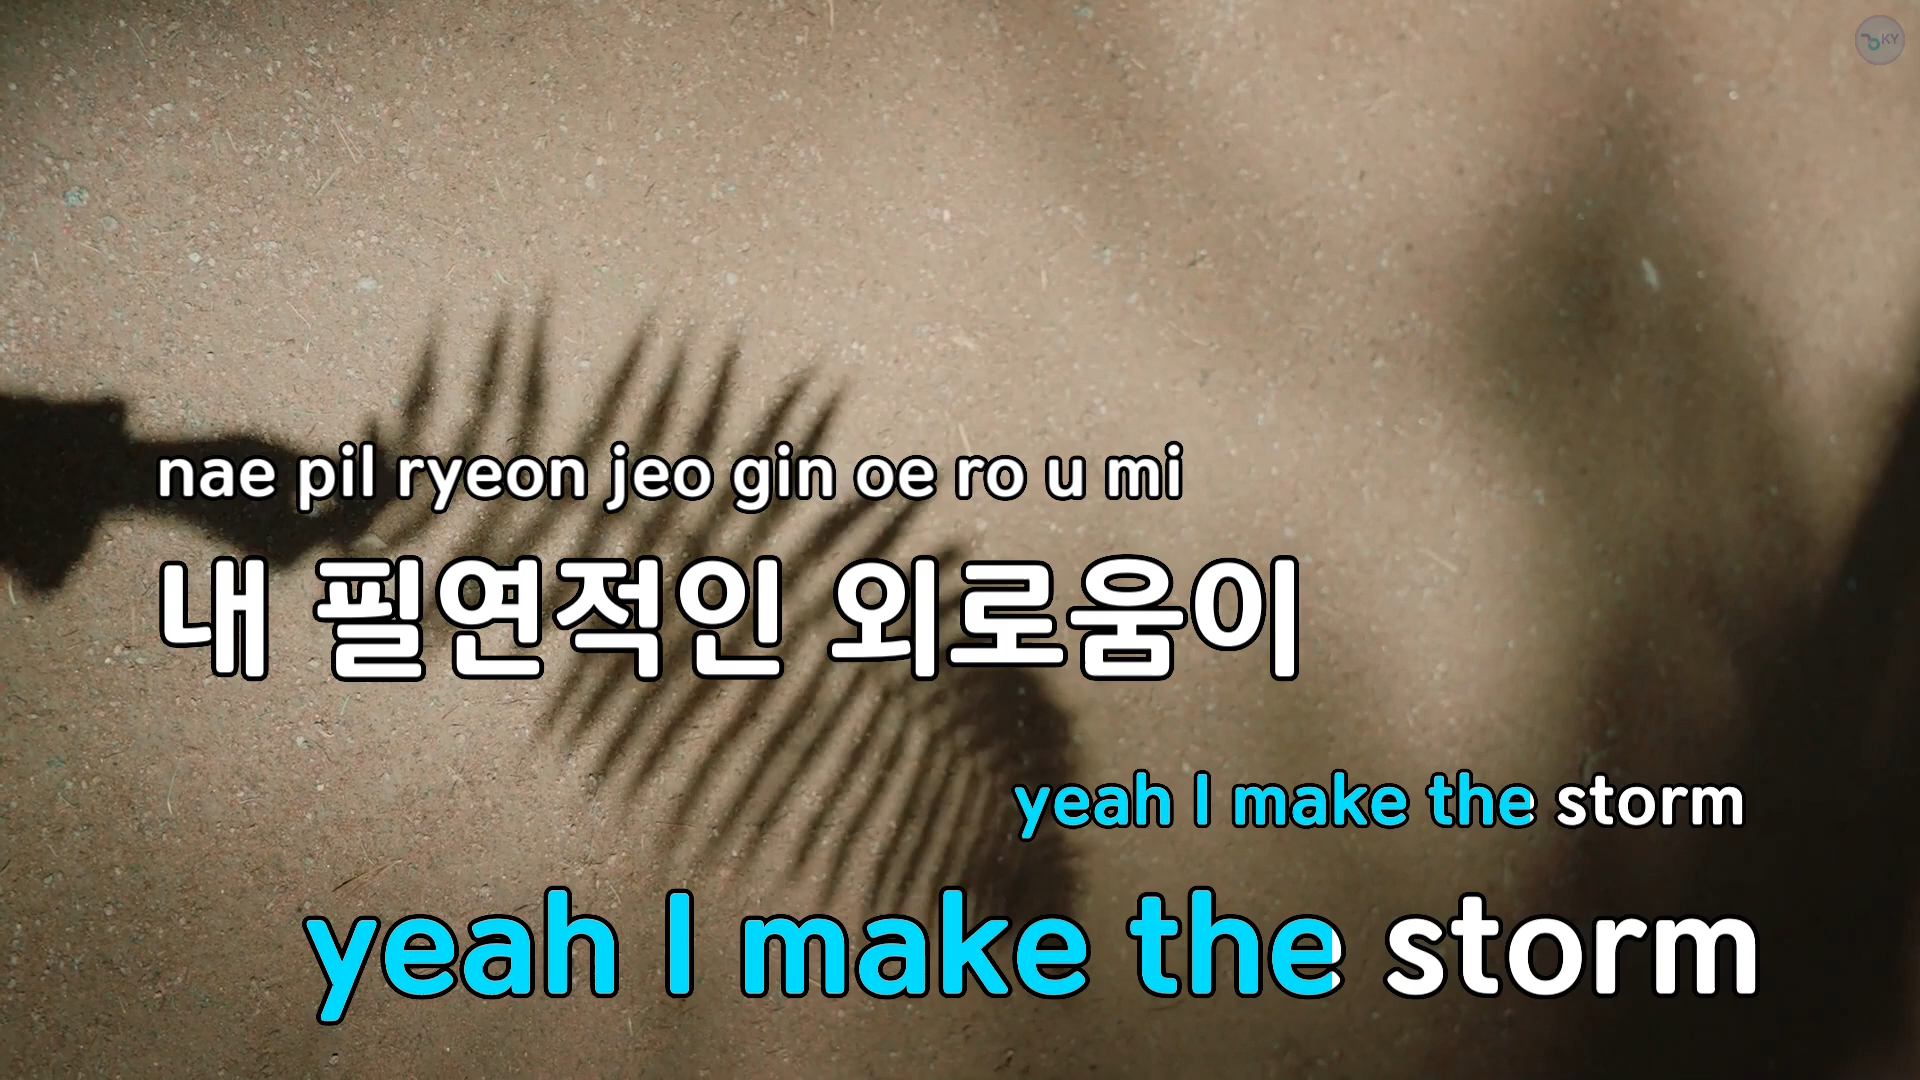 KY
nae pil ryeon jeo gin oe ro u mi
내 필연적인 외로움이
yeah I make the storm
yeah I make the storm